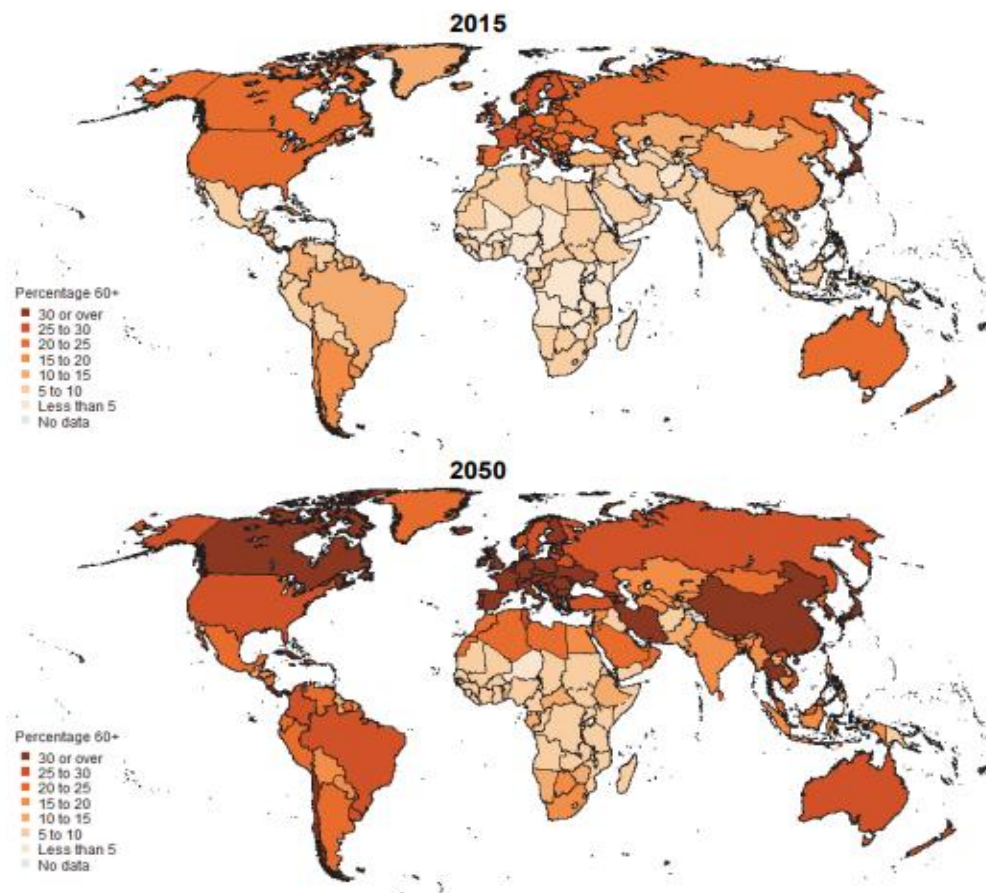 2015
Percentage 60+
30 or over
25 to 30
20 to 25
15 to 20
10 to 15
5 to 10
Less than 5
No data
2050
Percentage 60+
30 or over
25 to 30
20 to 25
15 to 20
10 to 15
5 to 10
Less than 5
No data